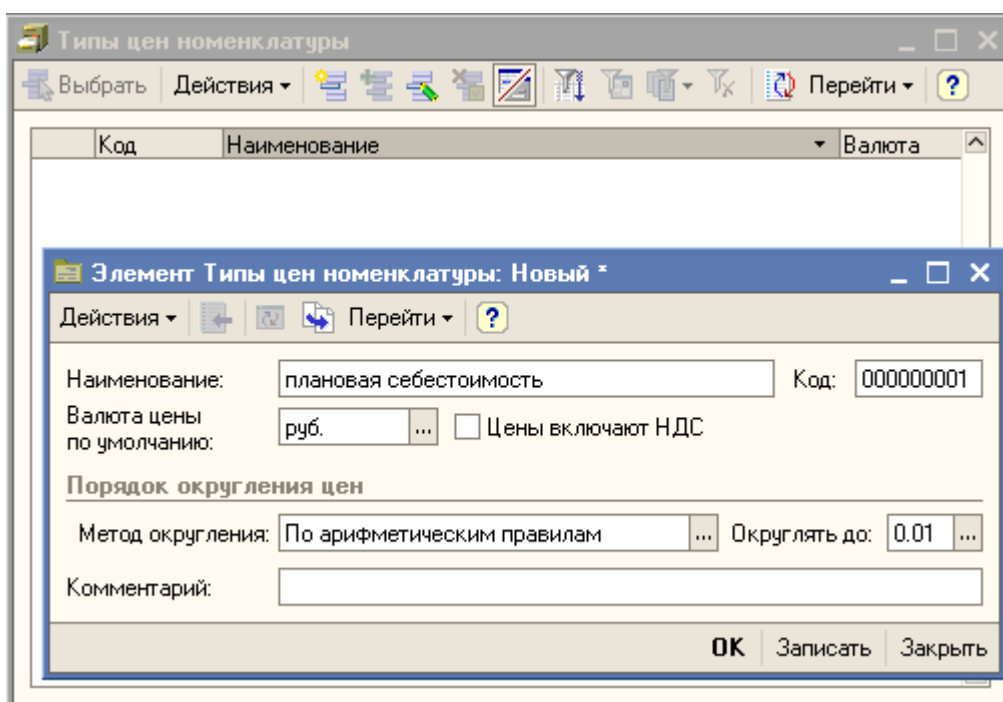 Типы цен номенклатуры
Выбрать Действия Перейти ?
Код Наименование Валюта
Элемент Типы цен номенклатуры: Новый *
Действия Перейти ?
Наименование: плановая себестоимость Код: 000000001
Валюта цены
по умолчанию: руб. ... Цены включают НДС
Порядок округления цен
Метод округления: По арифметическим правилам ... Округлять до: 0.01 ...
Комментарий:
OK Записать Закрыть